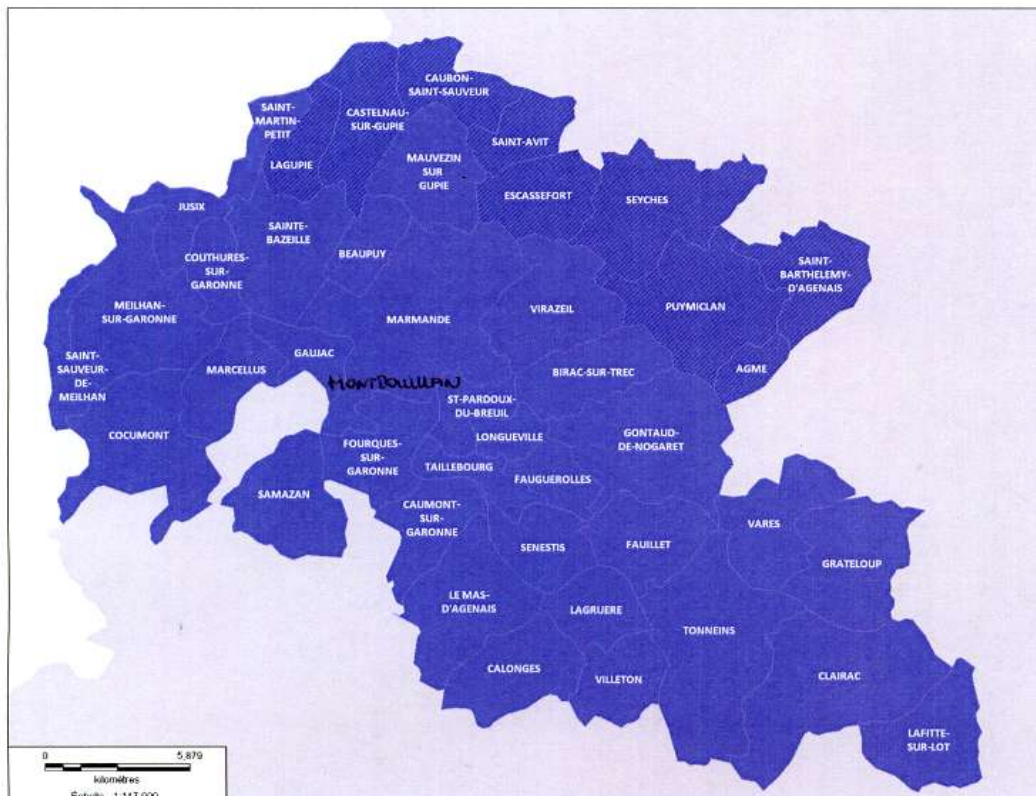 CAUBON-
SAINT-SAUVEUR
SAINT-
MARTIN-
PETIT
CASTELNAU-
SUR-GUPIE
SAINT-AVIT
LAGUPIE
MAUVEZIN
SUR
GUPIE
ESCASSEFORT
SEYCHES
JUSIX
SAINTE-
BAZEILLE
BEAUPUY
COUTHURES-
SUR-
GARONNE
SAINT-
BARTHELEMY-
D'AGENAIS
MEILHAN-
SUR-GARONNE
MARMANDE
VIRAZEIL
PUYMICLAN
SAINT-
SAUVEUR-
DE-
MEILHAN
MARCELLUS
GAUJAC
BIRAC-SUR-TREC
AGME
ST-PARDOUX-
DU-BREUIL
COCUMONT
FOURQUES-
SUR-
GARONNE
LONGUEVILLE
GONTAUD-
DE-NOGARET
TAILLEBOURG
FAUGUEROLLES
SAMAZAN
CAUMONT-
SUR-
GARONNE
SENESTIS
FAUILLET
VARES
GRATELOUP
LE MAS-
D'AGENAIS
LAGRUERE
TONNEINS
CALONGES
VILLETON
CLAIRAC
LAFITTE-
SUR-LOT
0 5,879
kilomètres